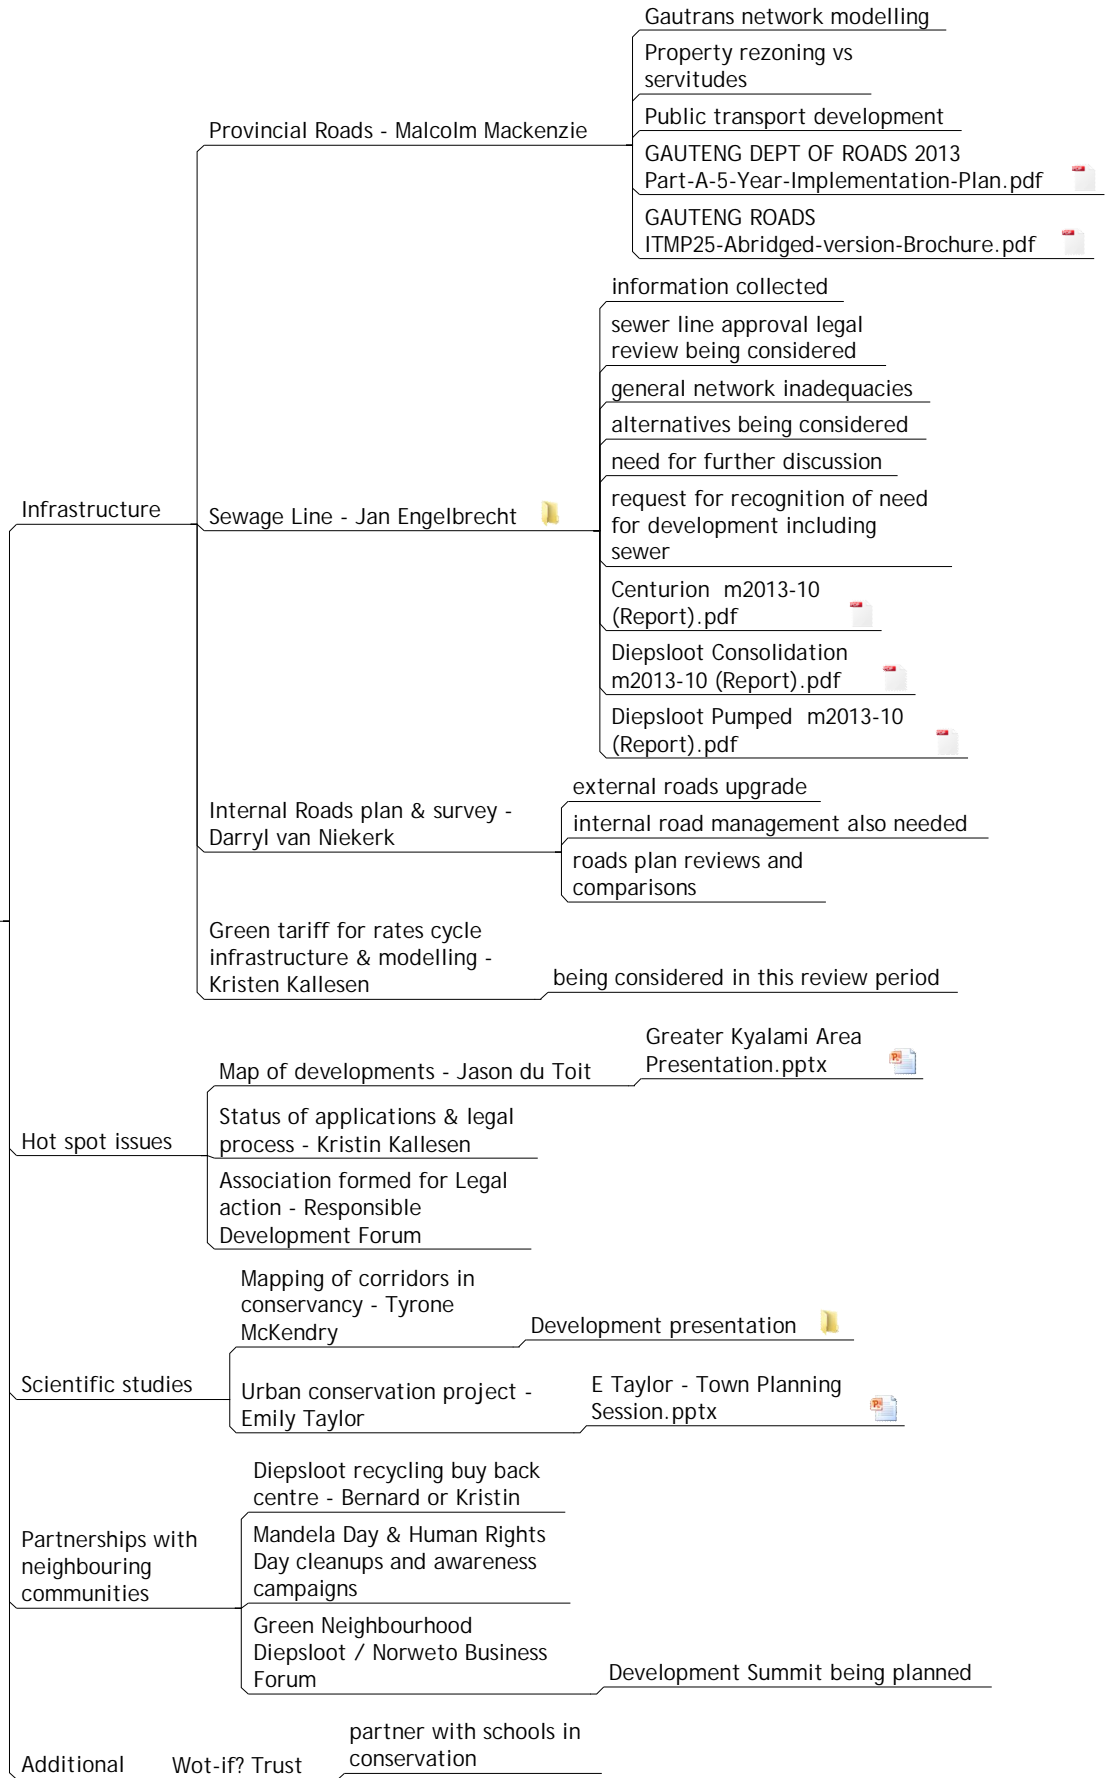 Gautrans network modelling
Property rezoning vs
servitudes
Public transport development
Provincial Roads - Malcolm Mackenzie
GAUTENG DEPT OF ROADS 2013
Part-A-5-Year-Implementation-Plan.pdf
GAUTENG ROADS
ITMP25-Abridged-version-Brochure.pdf
information collected
sewer line approval legal
review being considered
general network inadequacies
alternatives being considered
need for further discussion
Infrastructure
Sewage Line - Jan Engelbrecht
request for recognition of need
for development including
sewer
Centurion  m2013-10
(Report).pdf
Diepsloot Consolidation
m2013-10 (Report).pdf
Diepsloot Pumped  m2013-10
(Report).pdf
Internal Roads plan & survey -
Darryl van Niekerk
external roads upgrade
internal road management also needed
roads plan reviews and
comparisons
Green tariff for rates cycle
infrastructure & modelling -
Kristen Kallesen
being considered in this review period
Hot spot issues
Map of developments - Jason du Toit
Greater Kyalami Area
Presentation.pptx
Status of applications & legal
process - Kristin Kallesen
Association formed for Legal
action - Responsible
Development Forum
Scientific studies
Mapping of corridors in
conservancy - Tyrone
McKendry
Development presentation
Urban conservation project -
Emily Taylor
E Taylor - Town Planning
Session.pptx
Partnerships with
neighbouring
communities
Diepsloot recycling buy back
centre - Bernard or Kristin
Mandela Day & Human Rights
Day cleanups and awareness
campaigns
Green Neighbourhood
Diepsloot / Norweto Business
Forum
Development Summit being planned
Additional
Wot-if? Trust
partner with schools in
conservation